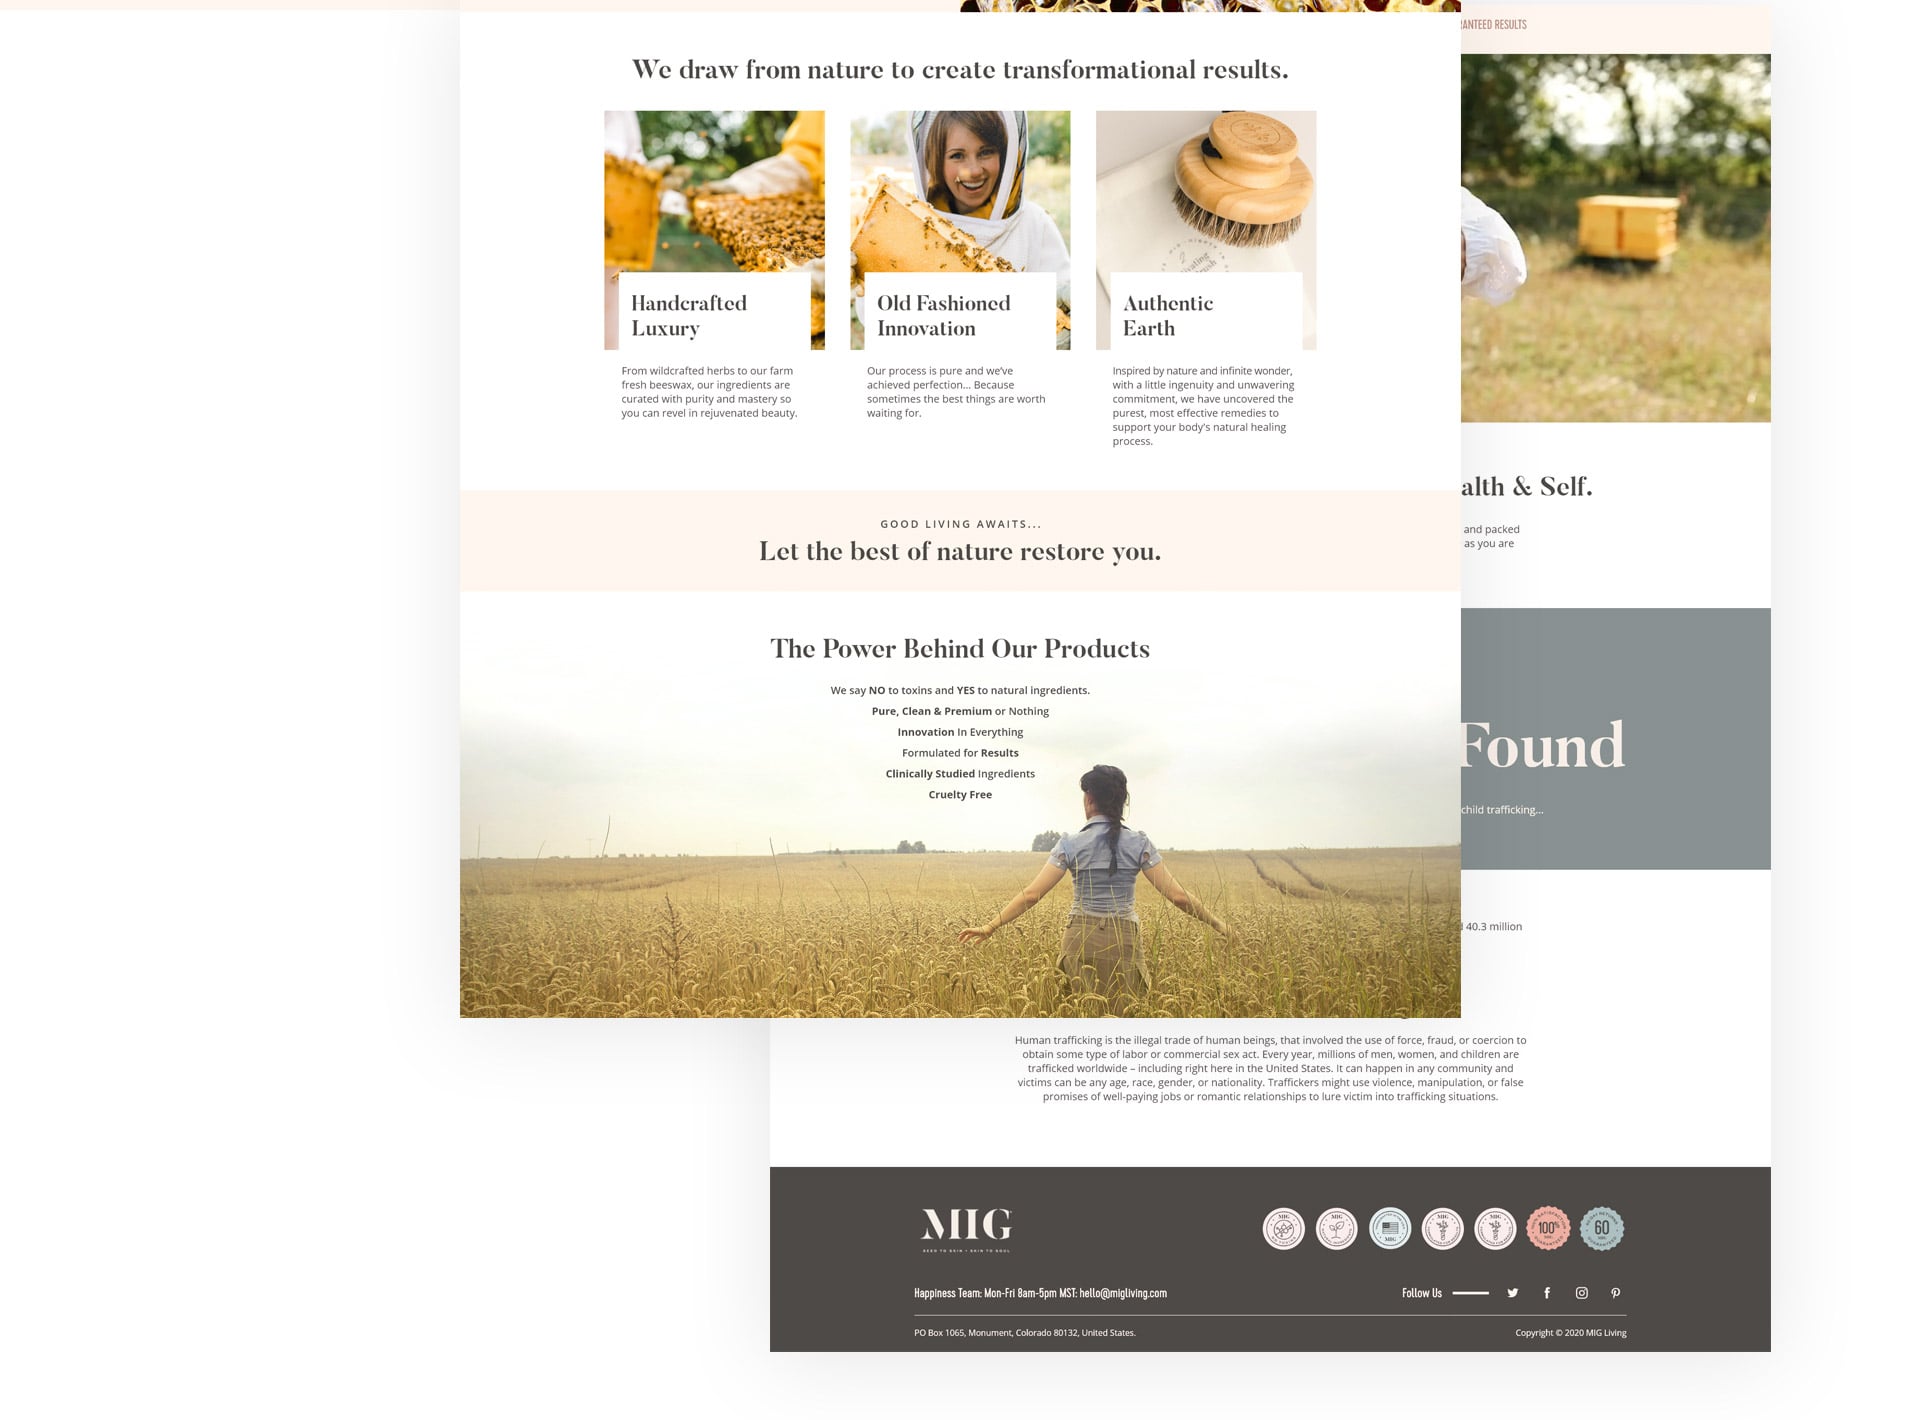 RANTEED RESULTS
We draw from nature to create transformational results.
Handcrafted
Luxury
From wildcrafted herbs to our farm
fresh beeswax, our ingredients are
curated with purity and mastery so
you can revel in rejuvenated beauty.
Old Fashioned
Innovation
Our process is pure and we've
achieved perfection... Because
sometimes the best things are worth
waiting for.
Authentic
Earth
Inspired by nature and infinite wonder,
with a little ingenuity and unwavering
commitment, we have uncovered the
purest, most effective remedies to
support your body's natural healing
process.
GOOD LIVING AWAITS...
Let the best of nature restore you.
The Power Behind Our Products
We say NO to toxins and YES to natural ingredients.
Pure, Clean & Premium or Nothing
Innovation In Everything
Formulated for Results
Clinically Studied Ingredients
Cruelty Free
alth & Self.
and packed
as you are
Found
child trafficking...
40.3 million
Human trafficking is the illegal trade of human beings, that involved the use of force, fraud, or coercion to
obtain some type of labor or commercial sex act. Every year, millions of men, women, and children are
trafficked worldwide – including right here in the United States. It can happen in any community and
victims can be any age, race, gender, or nationality. Traffickers might use violence, manipulation, or false
promises of well-paying jobs or romantic relationships to lure victim into trafficking situations.
MIG
SEED TO SKIN • SKIN TO SOUL
MIG
MIG
MIG
MIG
MIG
100%
60
Happiness Team: Mon-Fri 8am-5pm MST: hello@migliving.com
Follow Us
PO Box 1065, Monument, Colorado 80132, United States.
Copyright © 2020 MIG Living